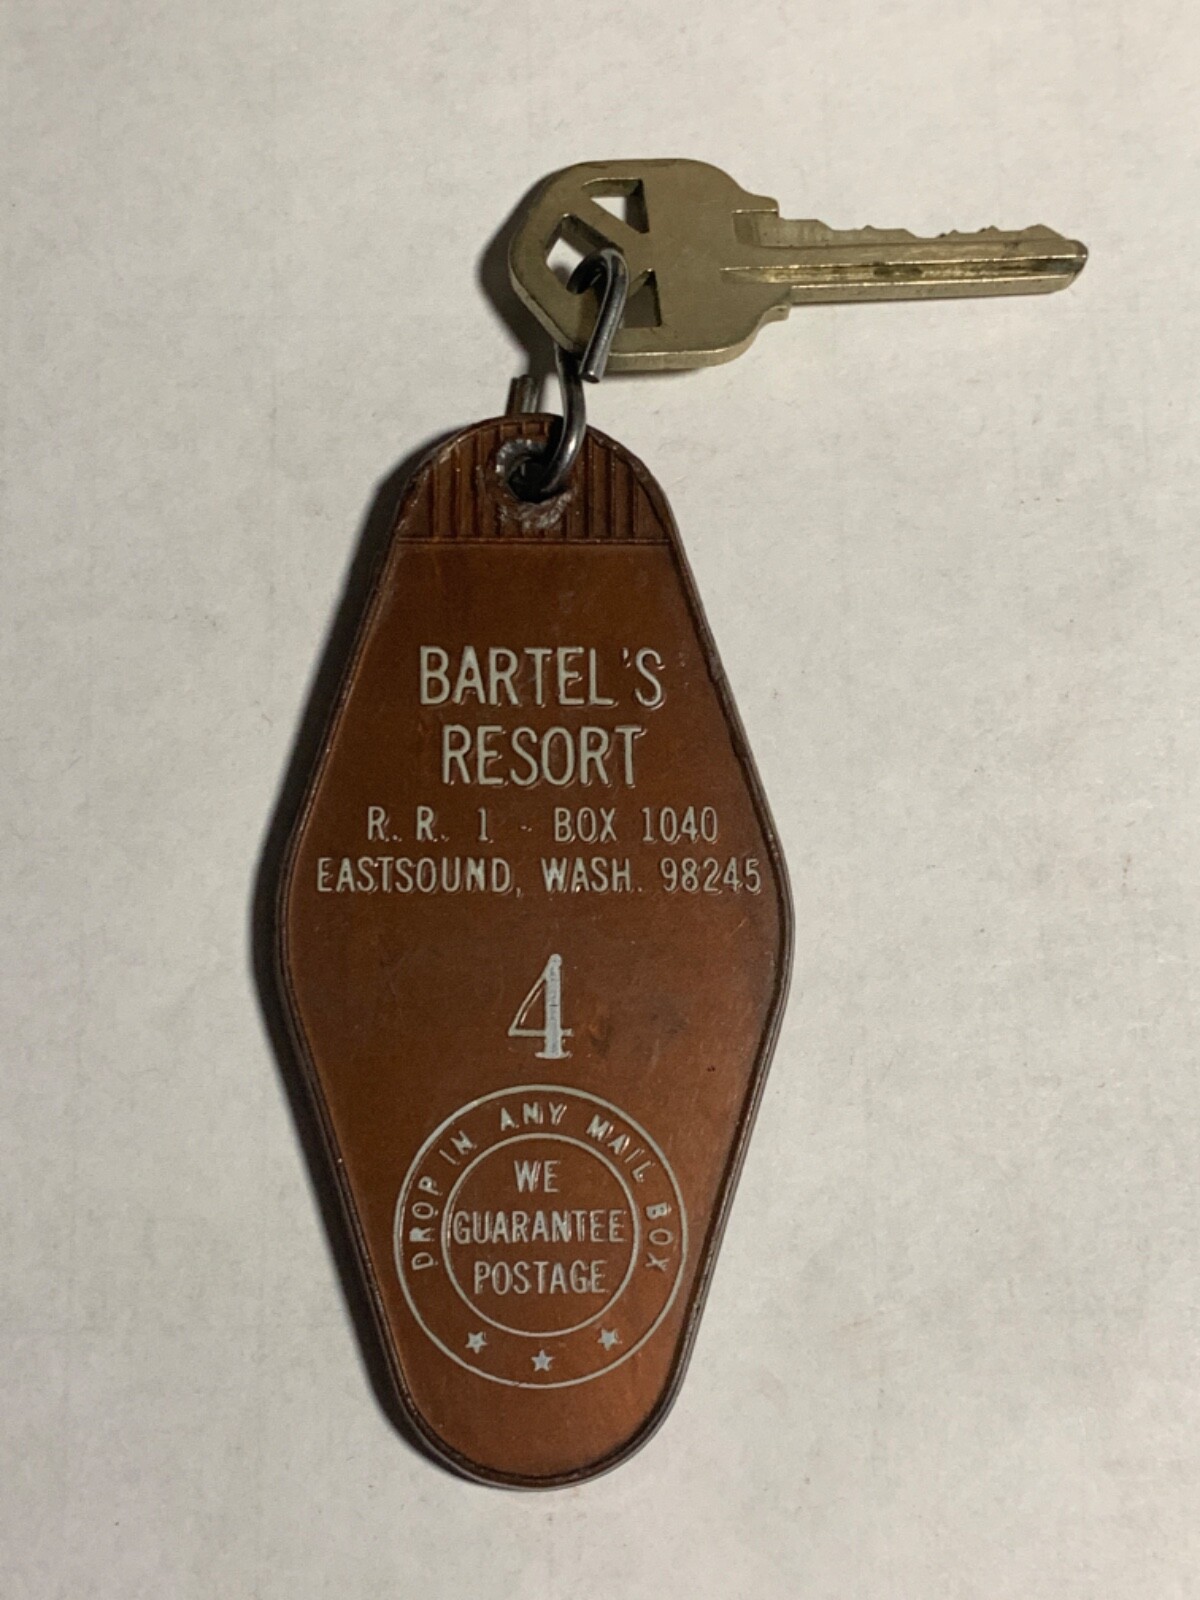 BARTEL'S
RESORT
R. R. 1 - BOX 1040
EASTSOUND, WASH. 98245
4
DROP IN ANY MAIL BOX
WE
GUARANTEE
POSTAGE